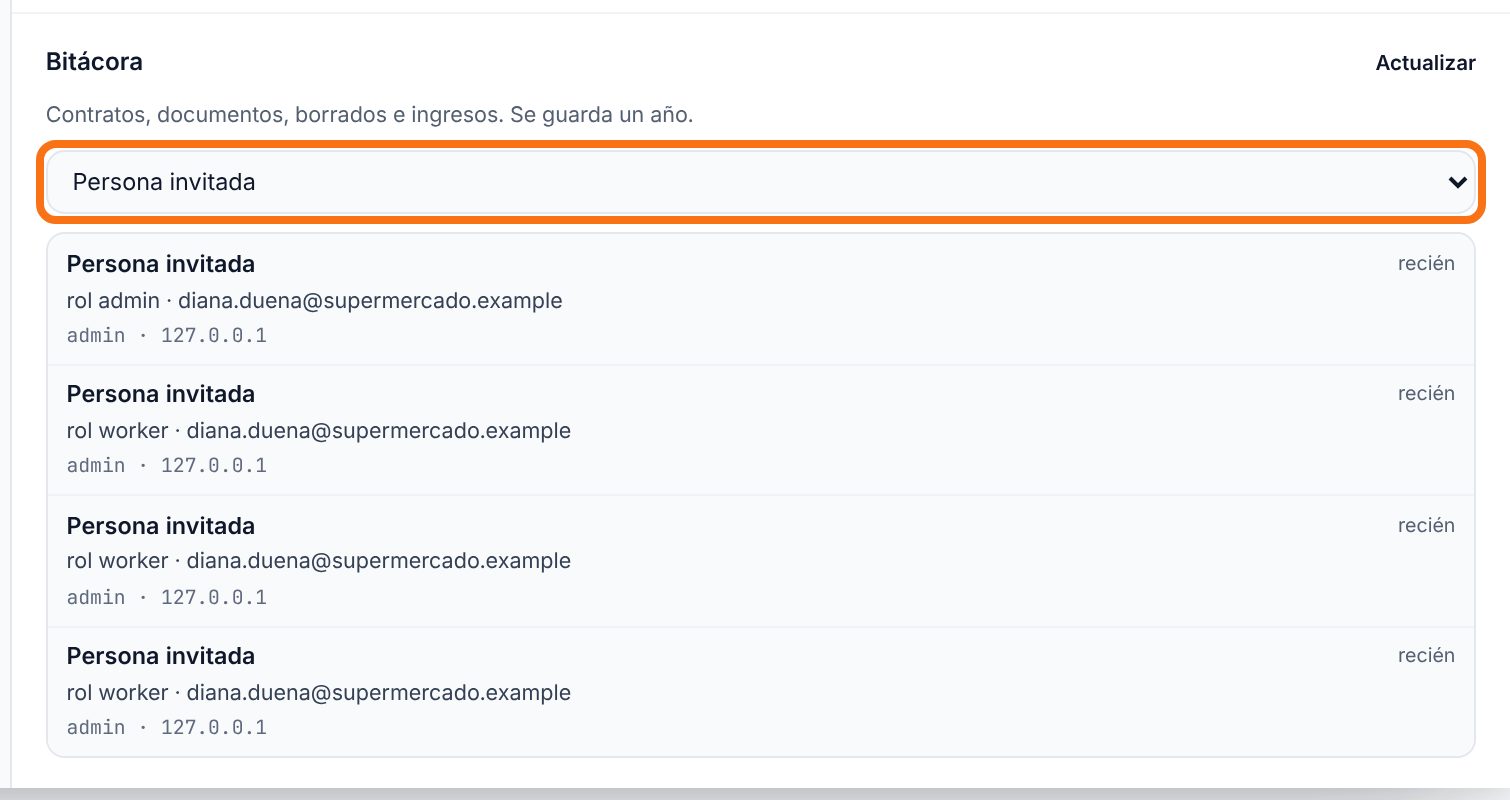 Bitácora
Actualizar
Contratos, documentos, borrados e ingresos. Se guarda un año.
Persona invitada
Persona invitada
recién
rol admin · diana.duena@supermercado.example
admin · 127.0.0.1
Persona invitada
recién
rol worker · diana.duena@supermercado.example
admin · 127.0.0.1
Persona invitada
recién
rol worker · diana.duena@supermercado.example
admin · 127.0.0.1
Persona invitada
recién
rol worker · diana.duena@supermercado.example
admin · 127.0.0.1